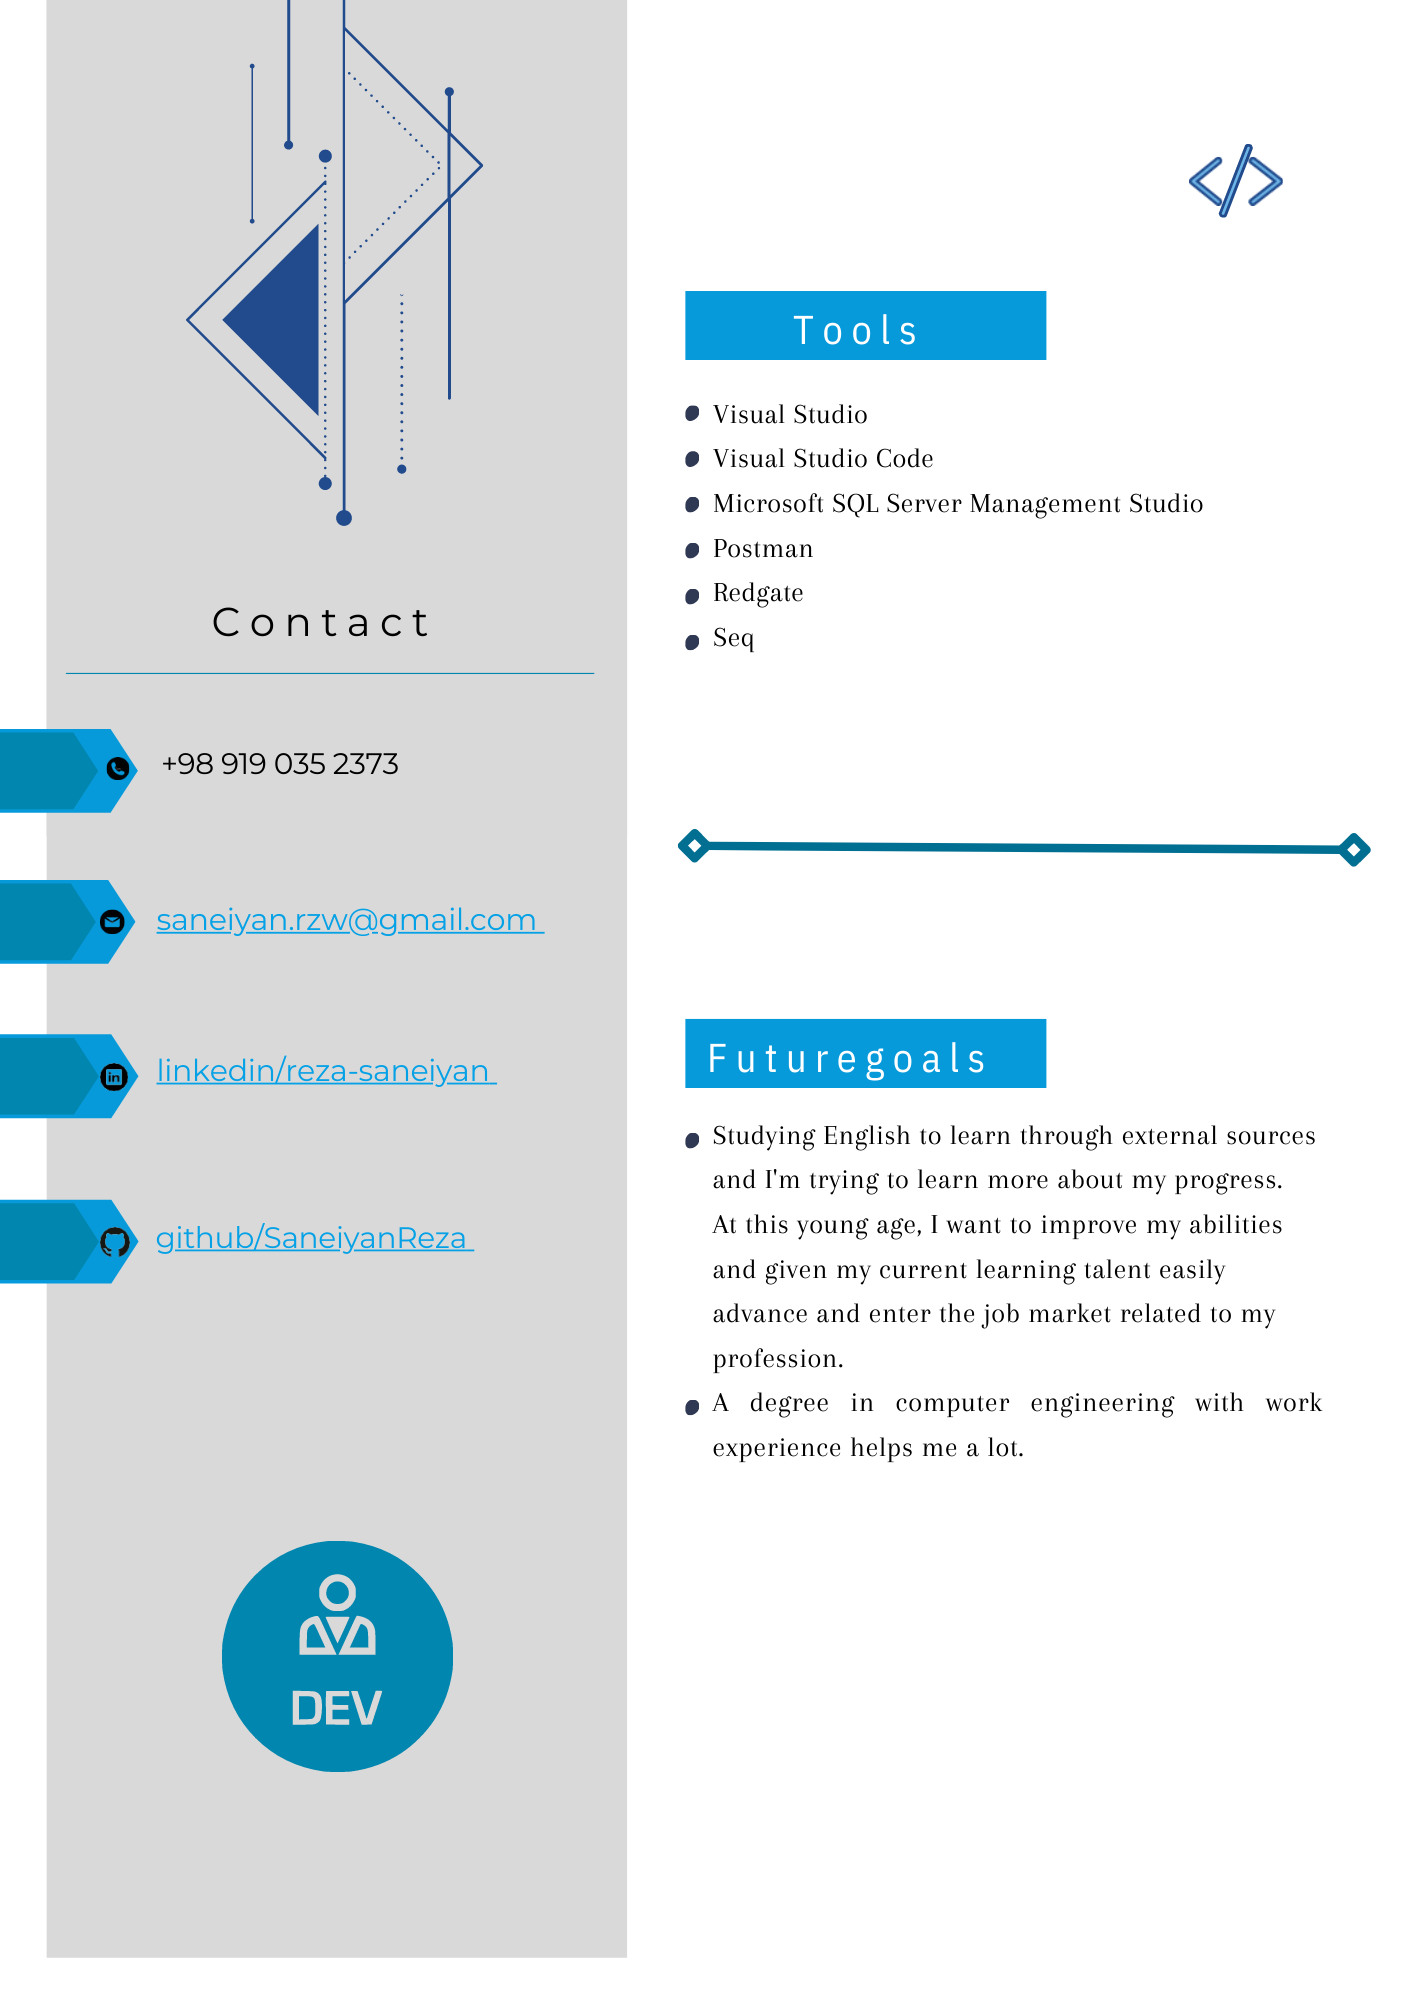 Contact
+98 919 035 2373
saneiyan.rzw@gmail.com
linkedin/reza-saneiyan
github/SaneiyanReza
DEV
</>
Tools
Visual Studio
Visual Studio Code
Microsoft SQL Server Management Studio
Postman
Redgate
Seq
Futuregoals
Studying English to learn through external sources
and I'm trying to learn more about my progress.
At this young age, I want to improve my abilities
and given my current learning talent easily
advance and enter the job market related to my
profession.
A degree in computer engineering with work
experience helps me a lot.